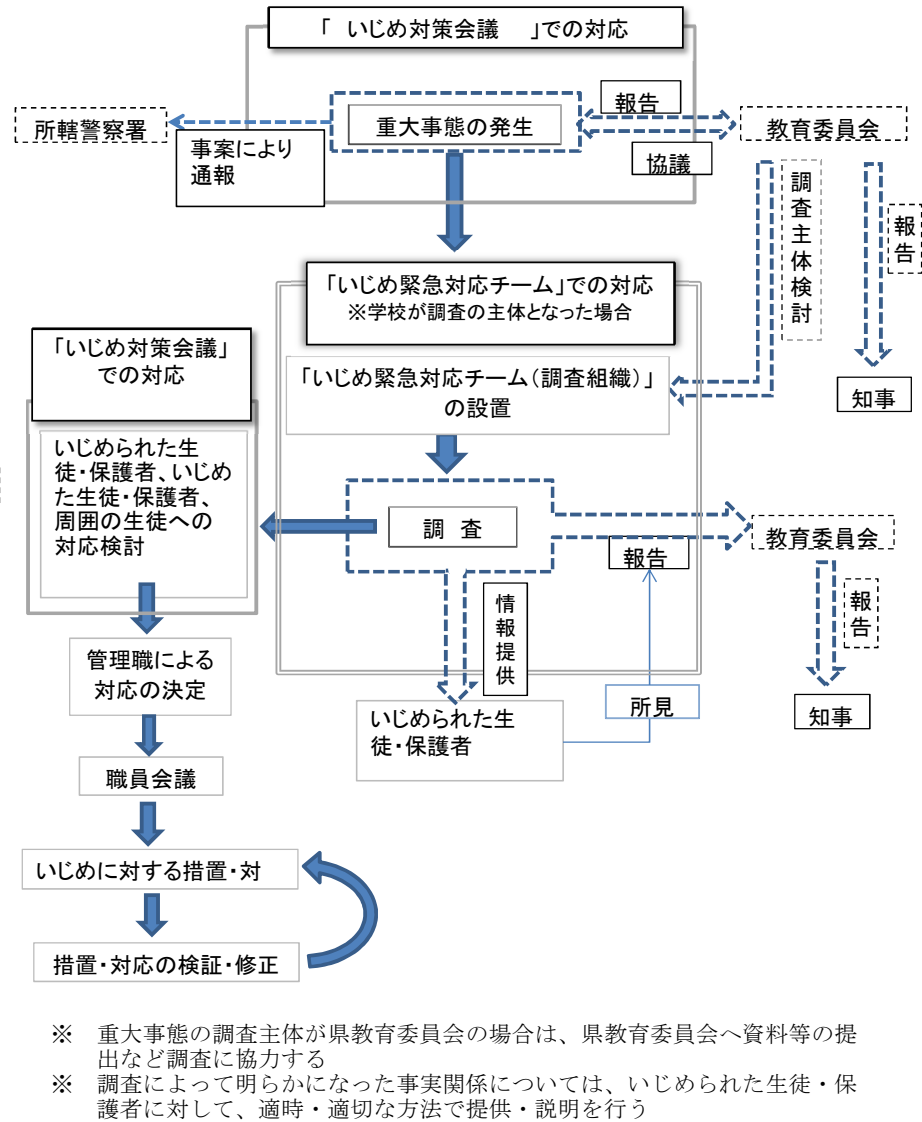 「　いじめ対策会議　」での対応
報告
所轄警察署
重大事態の発生
教育委員会
事案により
通報
協議
調査主体検討
報告
「いじめ緊急対応チーム」での対応
※学校が調査の主体となった場合
「いじめ対策会議」
での対応
「いじめ緊急対応チーム(調査組織)」
の設置
知事
いじめられた生
徒・保護者、いじめ
た生徒・保護者、
周囲の生徒への
対応検討
調　査
教育委員会
報告
情報提供
報告
管理職による
対応の決定
所見
知事
いじめられた生
徒・保護者
職員会議
いじめに対する措置・対
措置・対応の検証・修正
※　重大事態の調査主体が県教育委員会の場合は、県教育委員会へ資料等の提
出など調査に協力する
※　調査によって明らかになった事実関係については、いじめられた生徒・保
護者に対して、適時・適切な方法で提供・説明を行う